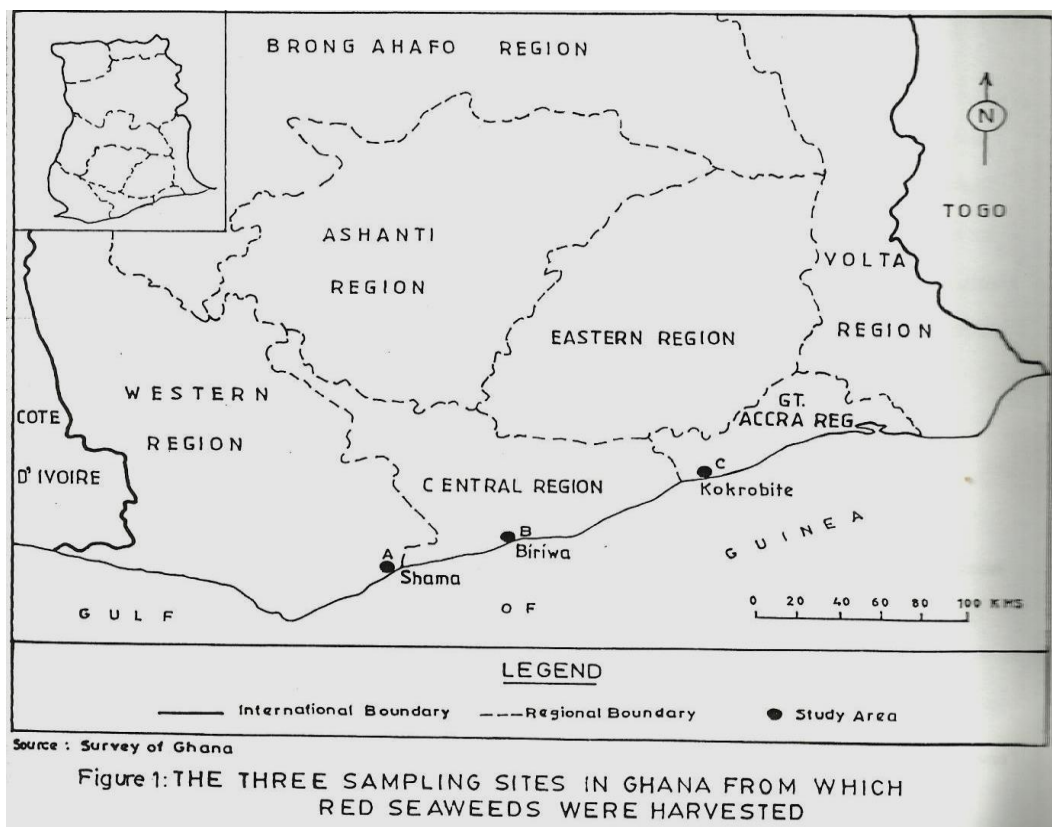 BRONG AHAFO REGION
N
TOGO
ASHANTI
REGION
VOLTA
REGION
EASTERN REGION
WESTERN
REGION
GT.
ACCRA REG.
COTE
D'IVOIRE
CENTRAL REGION
C
Kokrobite
B
Biriwa
A
Shama
GULF OF GUINEA
0 20 40 60 80 100 KMS
LEGEND
International Boundary Regional Boundary Study Area
Source: Survey of Ghana
Figure 1: THE THREE SAMPLING SITES IN GHANA FROM WHICH
RED SEAWEEDS WERE HARVESTED